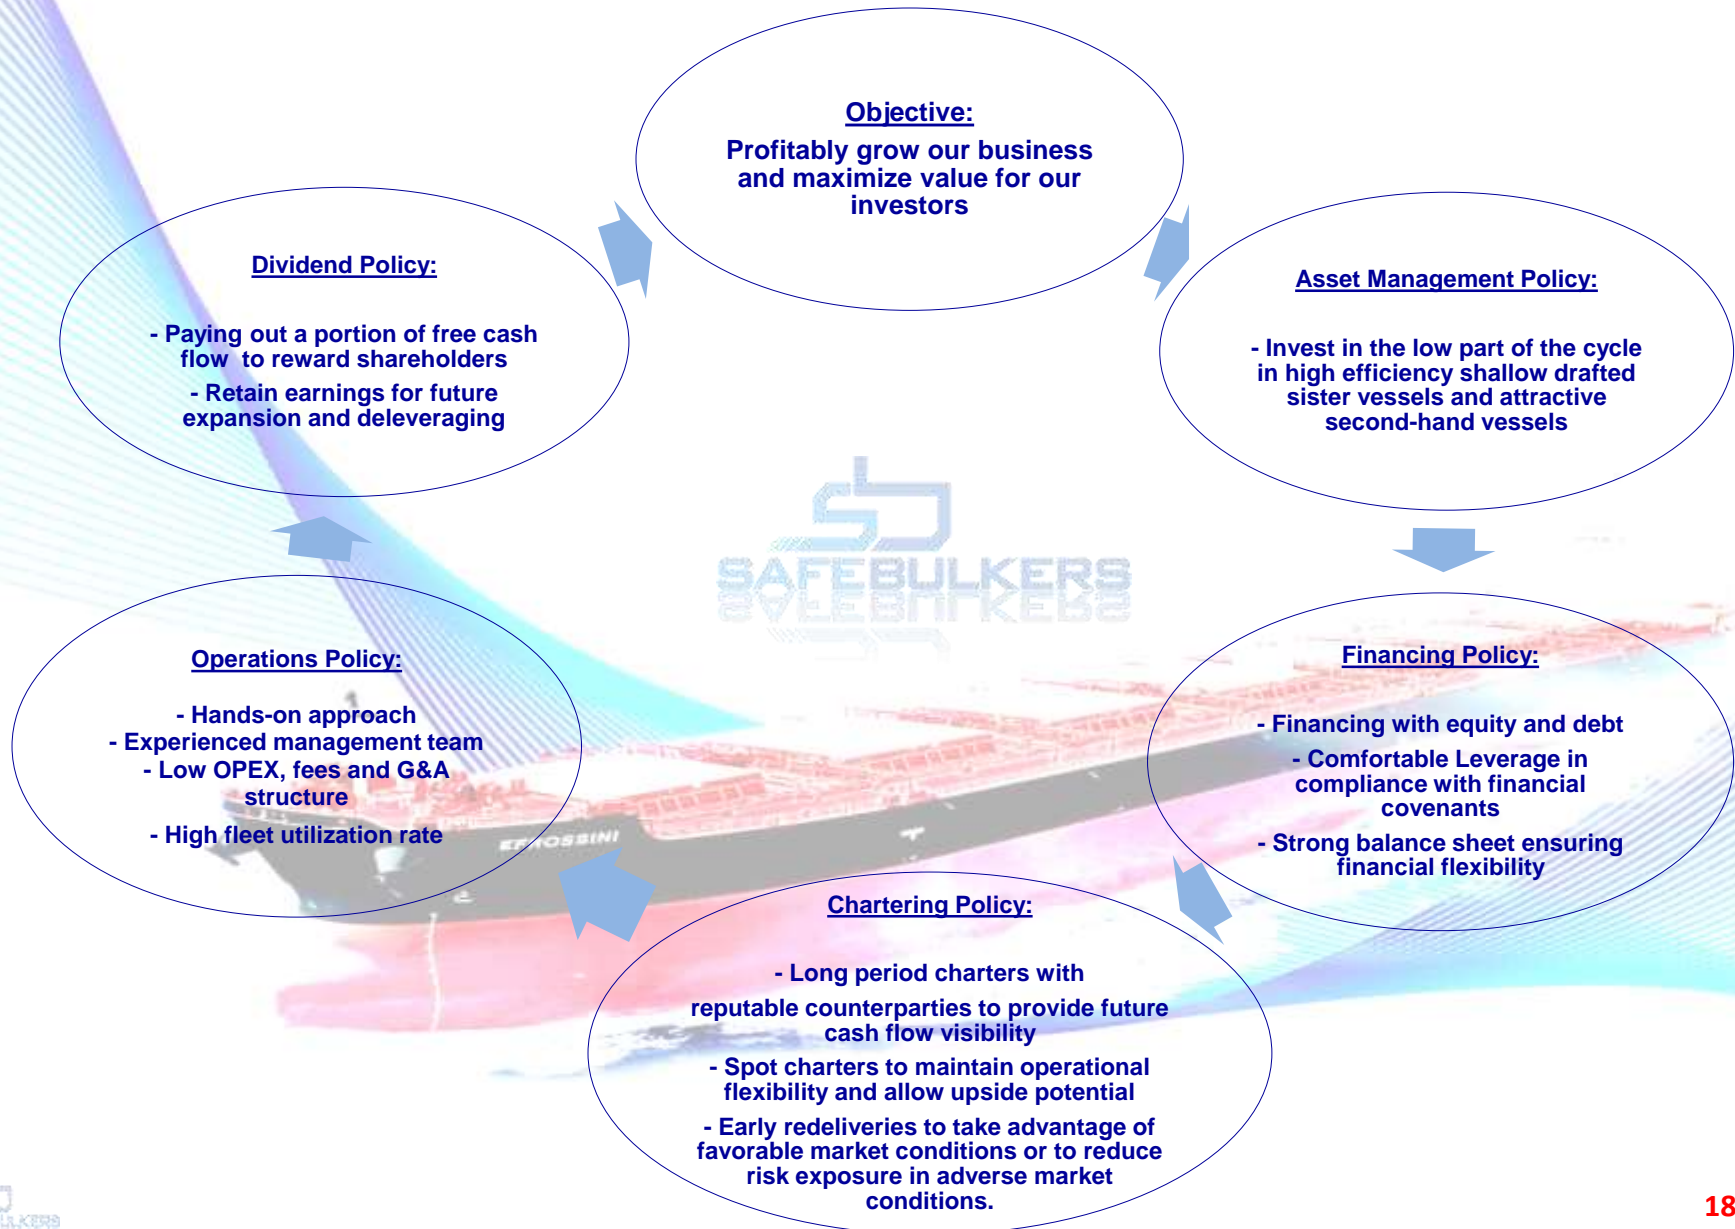 Objective:
Profitably grow our business
and maximize value for our
investors
Asset Management Policy:
- Invest in the low part of the cycle
in high efficiency shallow drafted
sister vessels and attractive
second-hand vessels
Financing Policy:
- Financing with equity and debt
- Comfortable Leverage in
compliance with financial
covenants
- Strong balance sheet ensuring
financial flexibility
Chartering Policy:
- Long period charters with
reputable counterparties to provide future
cash flow visibility
- Spot charters to maintain operational
flexibility and allow upside potential
- Early redeliveries to take advantage of
favorable market conditions or to reduce
risk exposure in adverse market
conditions.
Operations Policy:
- Hands-on approach
- Experienced management team
- Low OPEX, fees and G&A
structure
- High fleet utilization rate
Dividend Policy:
- Paying out a portion of free cash
flow  to reward shareholders
- Retain earnings for future
expansion and deleveraging
SAFEBULKERS
18